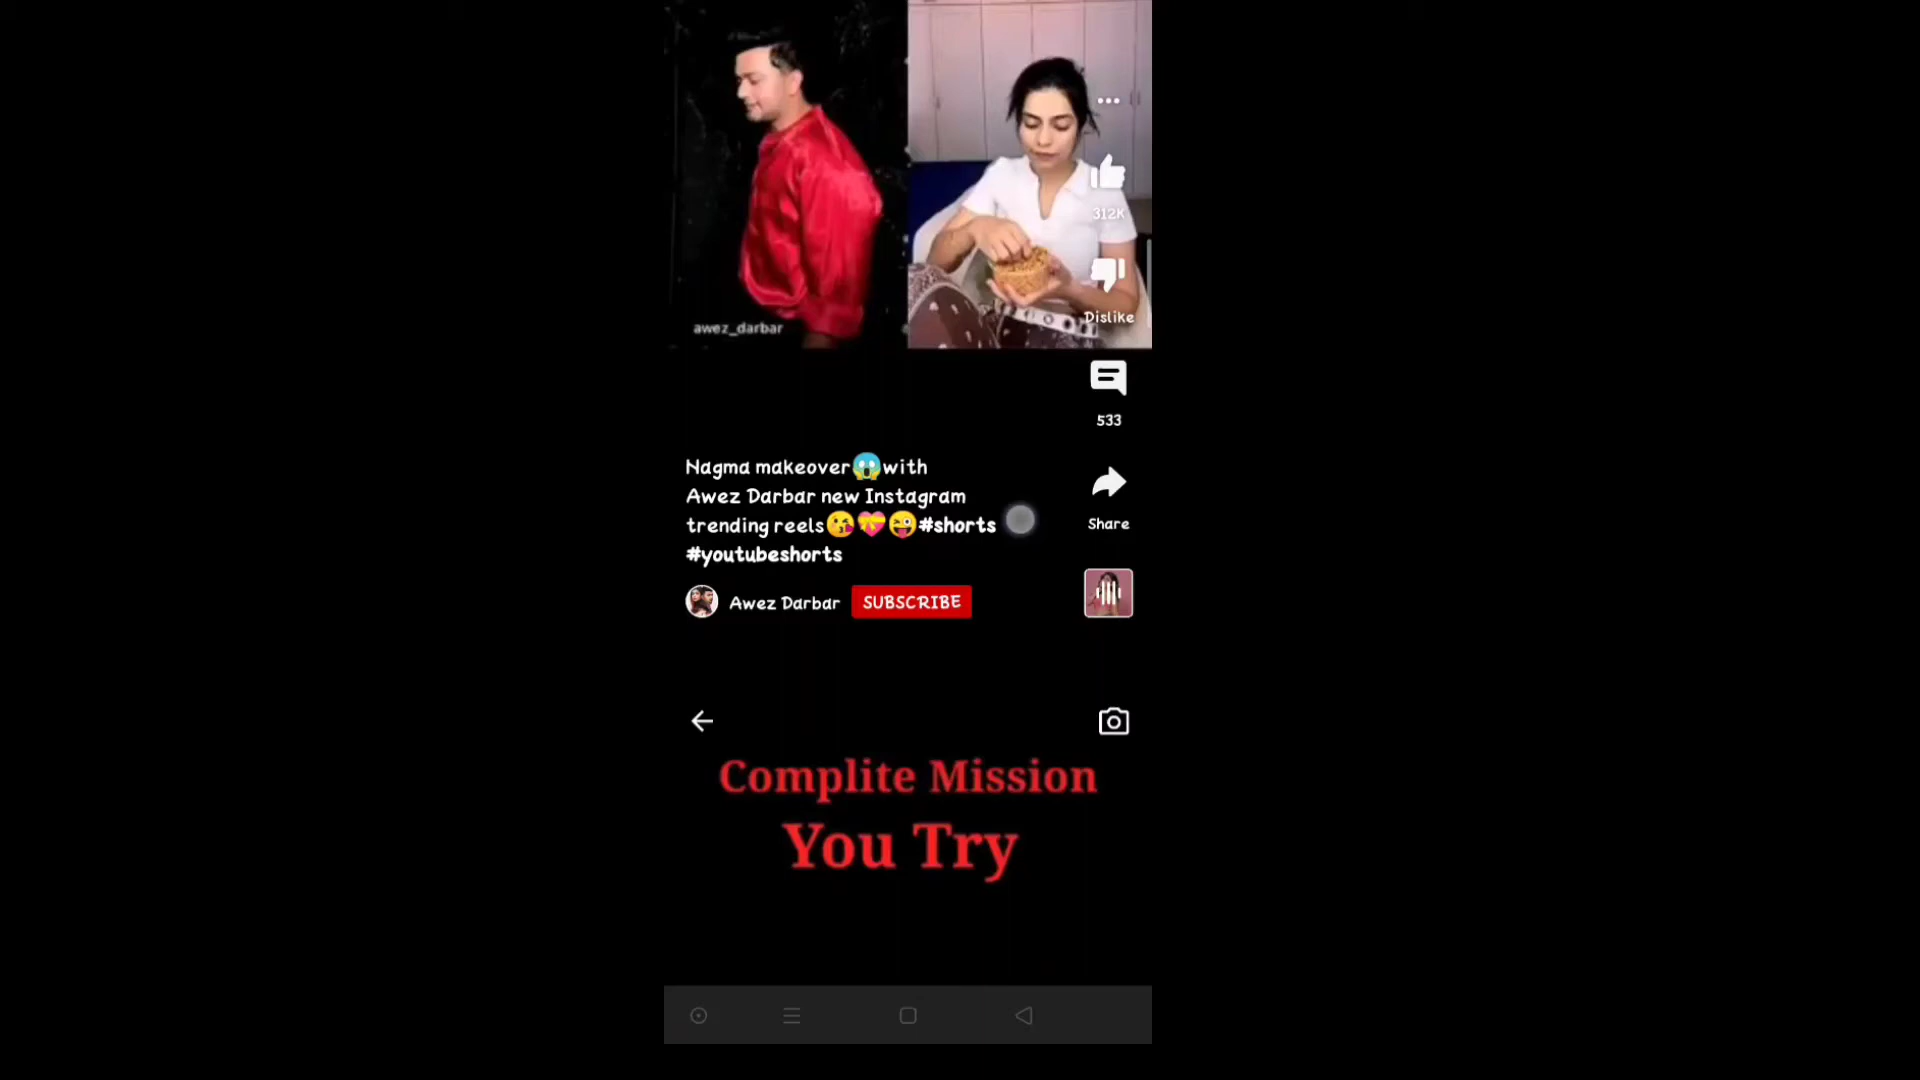 312K
Dislike
awez_darbar
533
Nagma makeover😱with
Awez Darbar new Instagram
trending reels😘💝😜#shorts
#youtubeshorts
Share
Awez Darbar SUBSCRIBE
Complite Mission
You Try